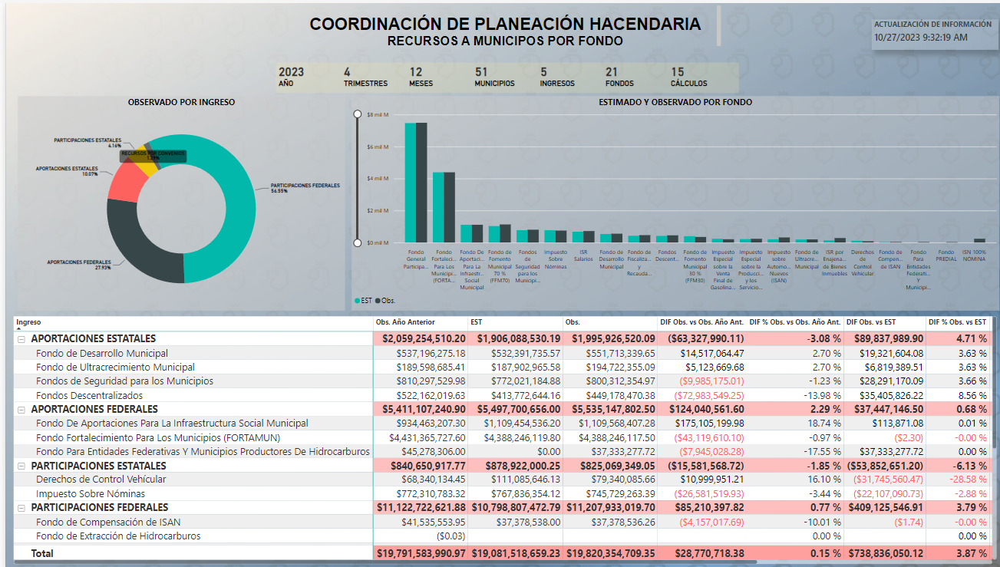 COORDINACIÓN DE PLANEACIÓN HACENDARIA
RECURSOS A MUNICIPOS POR FONDO
ACTUALIZACIÓN DE INFORMACIÓN
10/27/2023 9:32:19 AM
2023 4 12 51 5 21 15
AÑO TRIMESTRES MESES MUNICIPIOS INGRESOS FONDOS CÁLCULOS
OBSERVADO POR INGRESO
PARTICIPACIONES ESTATALES
4.16%
RECURSOS POR CONVENIOS
APORTACIONES ESTATALES
10.07%
PARTICIPACIONES FEDERALES
56.55%
APORTACIONES FEDERALES
27.93%
ESTIMADO Y OBSERVADO POR FONDO
$8 mil M
$6 mil M
$4 mil M
$2 mil M
$0 mil M
Fondo
General
Participa...
Fondo
Fortaleci...
Para Los
Municipi...
(FORTA...
Fondo De
Aportaci...
Para La
Infraestr...
Social
Municipal
Fondo de
Fomento
Municipal
70 %
(FFM70)
Fondos
de
Seguridad
para los
Municipi...
Impuesto
Sobre
Nóminas
ISR
Salarios
Fondo de
Desarrollo
Municipal
Fondo de
Fiscaliza...
y
Recauda...
Fondos
Descent...
Fondo de
Fomento
Municipal
30 %
(FFM30)
Impuesto
Especial
sobre la
Venta
Final de
Gasolina...
Impuesto
Especial
sobre la
Producci...
y los
Servicio...
Impuesto
sobre
Automo...
Nuevos
(ISAN)
Fondo de
Ultracre...
Municipal
ISR por
Enajena...
de Bienes
Inmuebles
Derechos
de
Control
Vehicular
Fondo de
Compen...
de ISAN
Fondo
Para
Entidades
Federati...
Y
Municipi...
Fondo
PREDIAL
ISN 100%
NOMINA
EST Obs.
Ingreso Obs. Año Anterior EST Obs. DIF Obs. vs Obs. Año Ant. DIF % Obs. vs Obs. Año Ant. DIF Obs. vs EST DIF % Obs. vs EST
APORTACIONES ESTATALES $2,059,254,510.20 $1,906,088,530.19 $1,995,926,520.09 ($63,327,990.11) -3.08 % $89,837,989.90 4.71 %
Fondo de Desarrollo Municipal $537,196,275.18 $532,391,735.57 $551,713,339.65 $14,517,064.47 2.70 % $19,321,604.08 3.63 %
Fondo de Ultracrecimiento Municipal $189,598,685.41 $187,902,965.58 $194,722,355.09 $5,123,669.68 2.70 % $6,819,389.51 3.63 %
Fondos de Seguridad para los Municipios $810,297,529.98 $772,021,184.88 $800,312,354.97 ($9,985,175.01) -1.23 % $28,291,170.09 3.66 %
Fondos Descentralizados $522,162,019.63 $413,772,644.16 $449,178,470.38 ($72,983,549.25) -13.98 % $35,405,826.22 8.56 %
APORTACIONES FEDERALES $5,411,107,240.90 $5,497,700,656.00 $5,535,147,802.50 $124,040,561.60 2.29 % $37,447,146.50 0.68 %
Fondo De Aportaciones Para La Infraestructura Social Municipal $934,463,207.30 $1,109,454,536.20 $1,109,568,407.28 $175,105,199.98 18.74 % $113,871.08 0.01 %
Fondo Fortalecimiento Para Los Municipios (FORTAMUN) $4,431,365,727.60 $4,388,246,119.80 $4,388,246,117.50 ($43,119,610.10) -0.97 % ($2.30) -0.00 %
Fondo Para Entidades Federativas Y Municipios Productores De Hidrocarburos $45,278,306.00 $0.00 $37,333,277.72 ($7,945,028.28) -17.55 % $37,333,277.72 0.00 %
PARTICIPACIONES ESTATALES $840,650,917.77 $878,922,000.25 $825,069,349.05 ($15,581,568.72) -1.85 % ($53,852,651.20) -6.13 %
Derechos de Control Vehícular $68,340,134.45 $111,085,646.13 $79,340,085.66 $10,999,951.21 16.10 % ($31,745,560.47) -28.58 %
Impuesto Sobre Nóminas $772,310,783.32 $767,836,354.12 $745,729,263.39 ($26,581,519.93) -3.44 % ($22,107,090.73) -2.88 %
PARTICIPACIONES FEDERALES $11,122,722,621.88 $10,798,807,472.79 $11,207,933,019.70 $85,210,397.82 0.77 % $409,125,546.91 3.79 %
Fondo de Compensación de ISAN $41,535,553.95 $37,378,538.00 $37,378,536.26 ($4,157,017.69) -10.01 % ($1.74) -0.00 %
Fondo de Extracción de Hidrocarburos ($0.03) 0.00 % 0.00 %
Total $19,791,583,990.97 $19,081,518,659.23 $19,820,354,709.35 $28,770,718.38 0.15 % $738,836,050.12 3.87 %